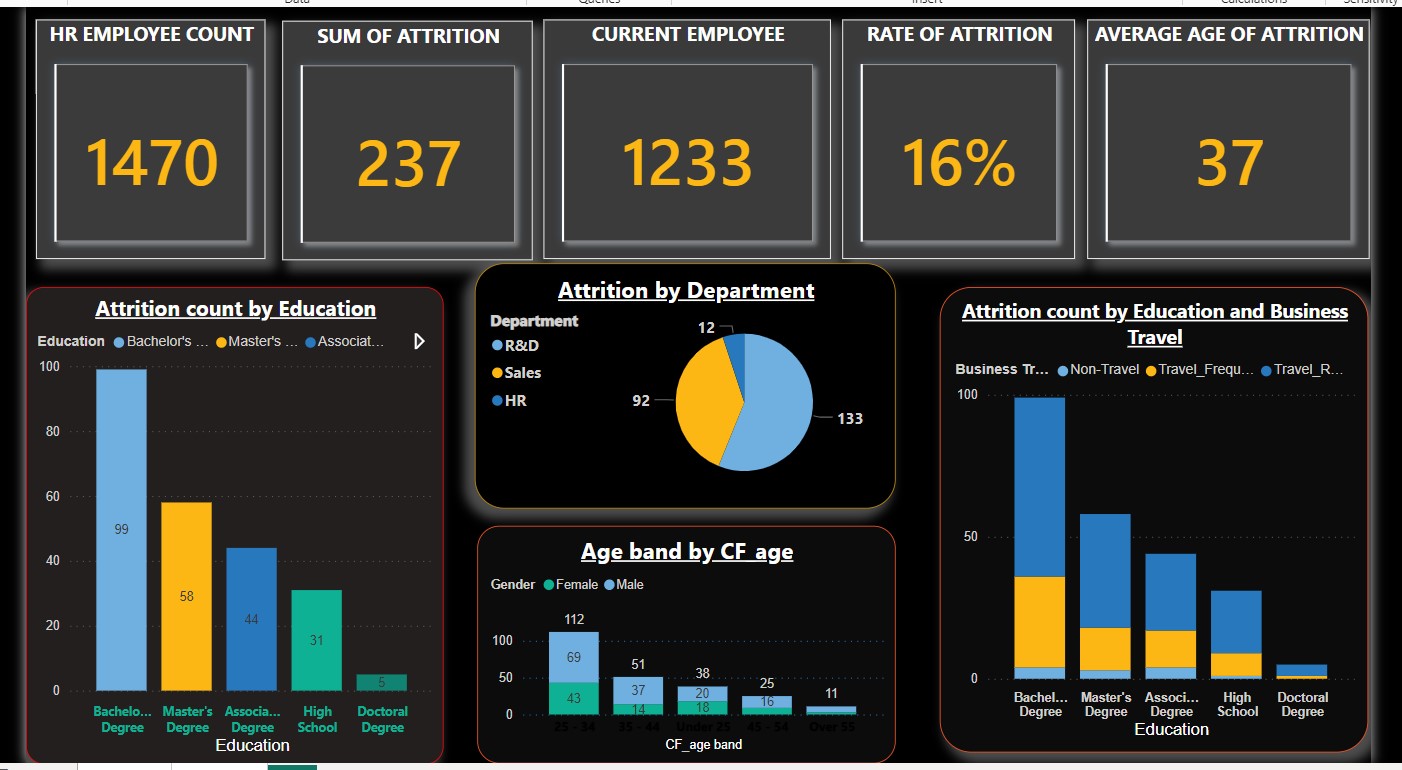 Data Queries Insert Calculations Sensitivity
HR EMPLOYEE COUNT
1470
SUM OF ATTRITION
237
CURRENT EMPLOYEE
1233
RATE OF ATTRITION
16%
AVERAGE AGE OF ATTRITION
37
Attrition count by Education
Education Bachelor's ... Master's ... Associat...
100
80
60
40
20
0
99
58
44
31
5
Bachelo... Master's Associa... High Doctoral
Degree Degree Degree School Degree
Education
Attrition by Department
Department
R&D
Sales
HR
12
92
133
Age band by CF_age
Gender Female Male
100
50
0
112
69
43
51
37
14
38
20
18
25
16
11
25 - 34 35 - 44 Under 25 45 - 54 Over 55
CF_age band
Attrition count by Education and Business
Travel
Business Tr... Non-Travel Travel_Frequ... Travel_R...
100
50
0
Bachel... Master's Associ... High Doctoral
Degree Degree Degree School Degree
Education